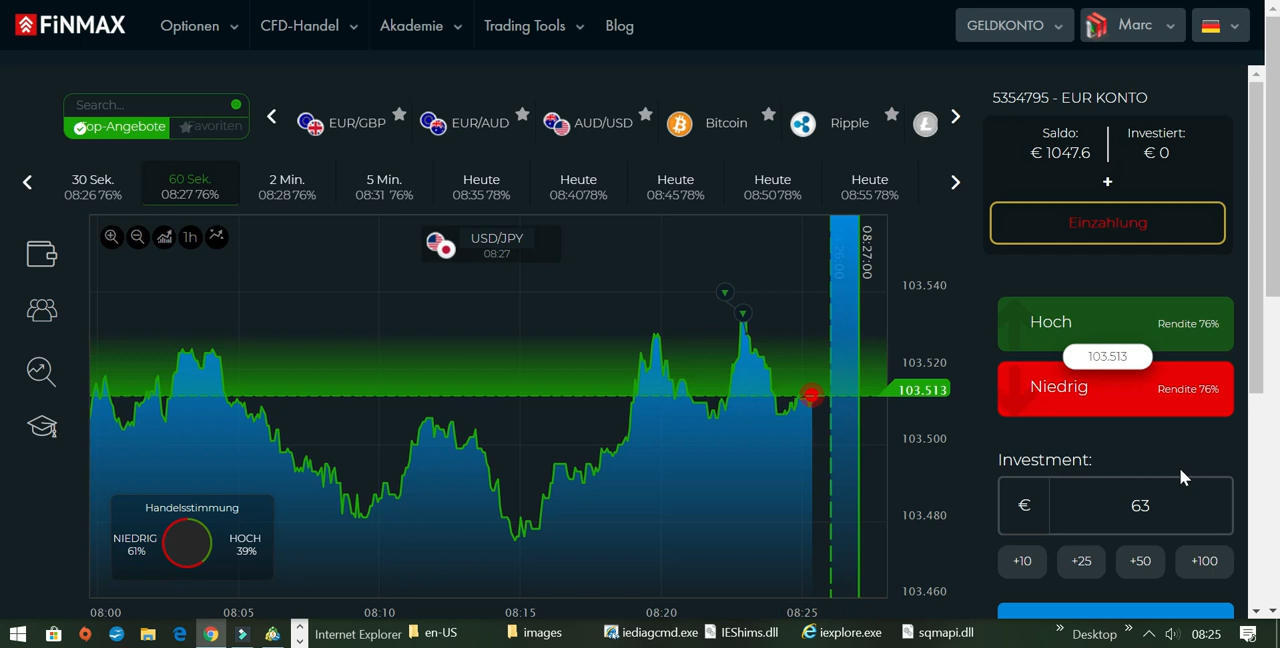 FiNMAX
Optionen
CFD-Handel
Akademie
Trading Tools
Blog
GELDKONTO
Marc
Search...
Top-Angebote
Favoriten
EUR/GBP
EUR/AUD
AUD/USD
Bitcoin
Ripple
30 Sek.
08:26 76%
60 Sek.
08:27 76%
2 Min.
08:28 76%
5 Min.
08:31 76%
Heute
08:35 78%
Heute
08:40 78%
Heute
08:45 78%
Heute
08:50 78%
Heute
08:55 78%
1h
USD/JPY
08:27
08:27:00
103.540
103.520
103.513
103.500
103.480
103.460
Handelsstimmung
NIEDRIG
61%
HOCH
39%
08:00
08:05
08:10
08:15
08:20
08:25
5354795 - EUR KONTO
Saldo:
€ 1047.6
Investiert:
€ 0
+
Einzahlung
Hoch
Rendite 76%
103.513
Niedrig
Rendite 76%
Investment:
€
63
+10
+25
+50
+100
Internet Explorer
en-US
images
iediagcmd.exe
IEShims.dll
iexplore.exe
sqmapi.dll
Desktop
08:25